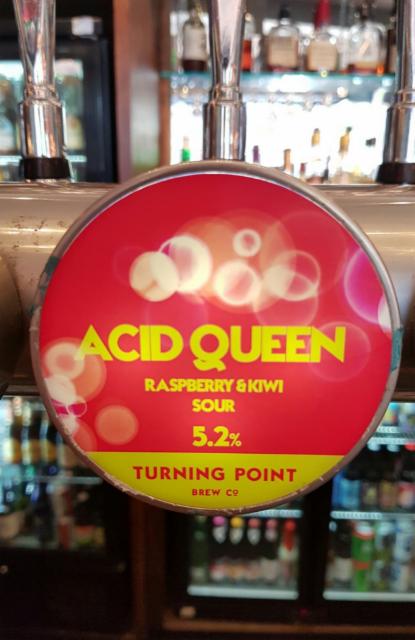 ACID QUEEN
RASPBERRY & KIWI
SOUR
5.2%
TURNING POINT
BREW Cº